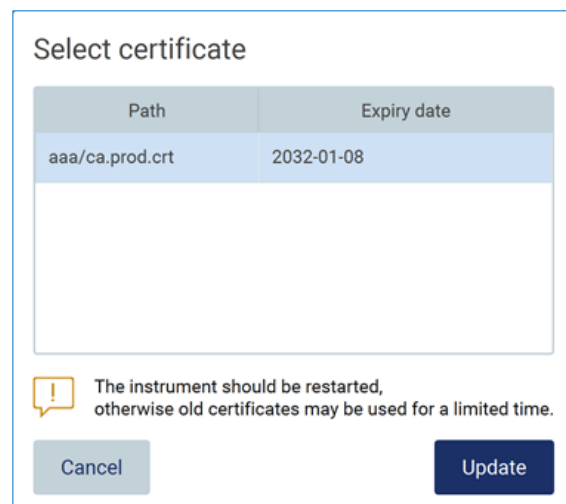 Select certificate
Path Expiry date
aaa/ca.prod.crt 2032-01-08
The instrument should be restarted,
otherwise old certificates may be used for a limited time.
Cancel Update